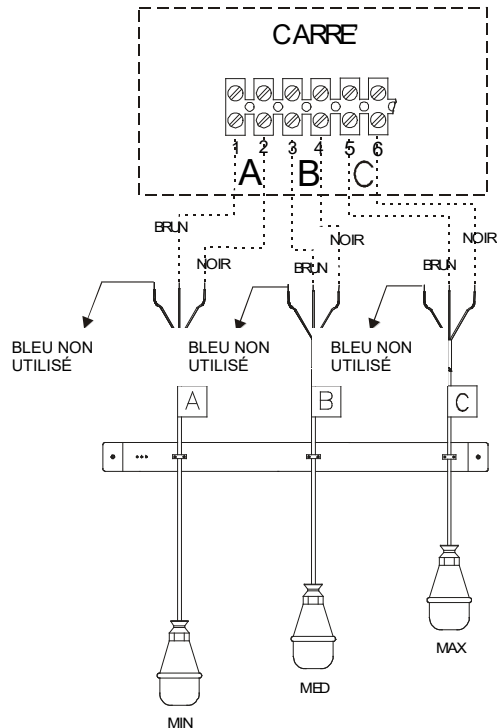 CARRE'
1 2 3 4 5 6
A B C
BRUN
NOIR
BRUN
NOIR
BRUN
NOIR
BLEU NON
UTILISÉ
BLEU NON
UTILISÉ
BLEU NON
UTILISÉ
A
B
C
MIN
MED
MAX